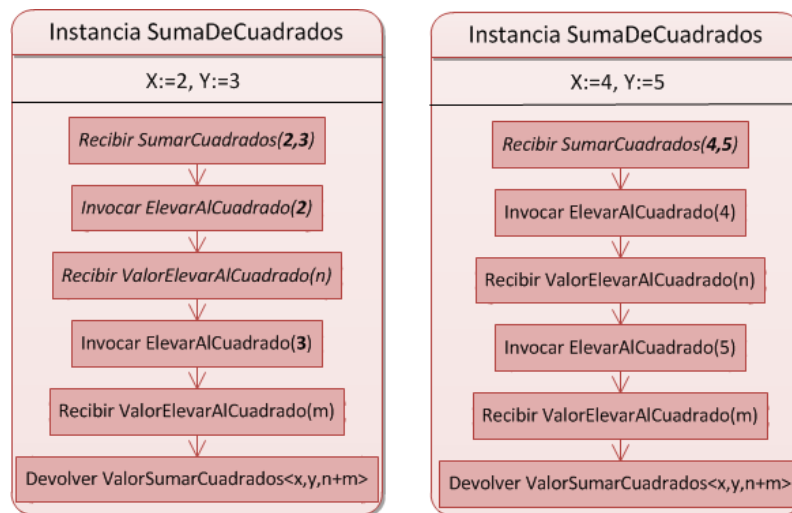 Instancia SumaDeCuadrados
X:=2, Y:=3
Recibir SumarCuadrados(2,3)
Invocar ElevarAlCuadrado(2)
Recibir ValorElevarAlCuadrado(n)
Invocar ElevarAlCuadrado(3)
Recibir ValorElevarAlCuadrado(m)
Devolver ValorSumarCuadrados<x,y,n+m>
Instancia SumaDeCuadrados
X:=4, Y:=5
Recibir SumarCuadrados(4,5)
Invocar ElevarAlCuadrado(4)
Recibir ValorElevarAlCuadrado(n)
Invocar ElevarAlCuadrado(5)
Recibir ValorElevarAlCuadrado(m)
Devolver ValorSumarCuadrados<x,y,n+m>